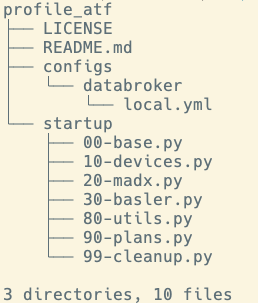 profile_atf
├── LICENSE
├── README.md
├── configs
│   └── databroker
│       └── local.yml
└── startup
    ├── 00-base.py
    ├── 10-devices.py
    ├── 20-madx.py
    ├── 30-basler.py
    ├── 80-utils.py
    ├── 90-plans.py
    └── 99-cleanup.py

3 directories, 10 files